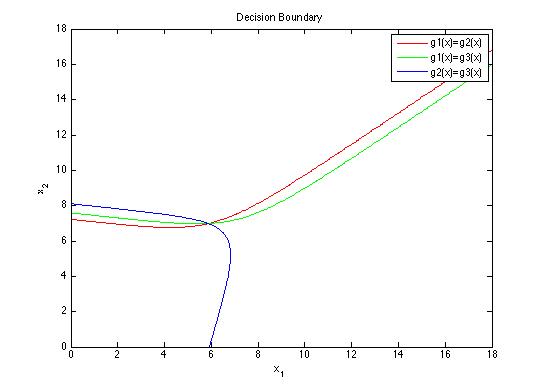 Decision Boundary
g1(x)=g2(x)
g1(x)=g3(x)
g2(x)=g3(x)
18
16
14
12
10
8
6
4
2
0
x2
0 2 4 6 8 10 12 14 16 18
x1